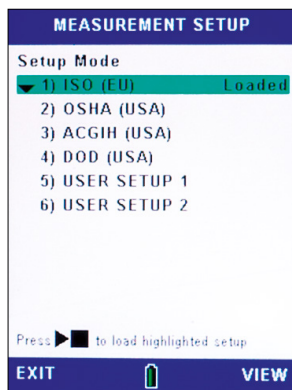 MEASUREMENT SETUP
Setup Mode
1) ISO (EU) Loaded
2) OSHA (USA)
3) ACGIH (USA)
4) DOD (USA)
5) USER SETUP 1
6) USER SETUP 2
Press ▶■ to load highlighted setup
EXIT VIEW